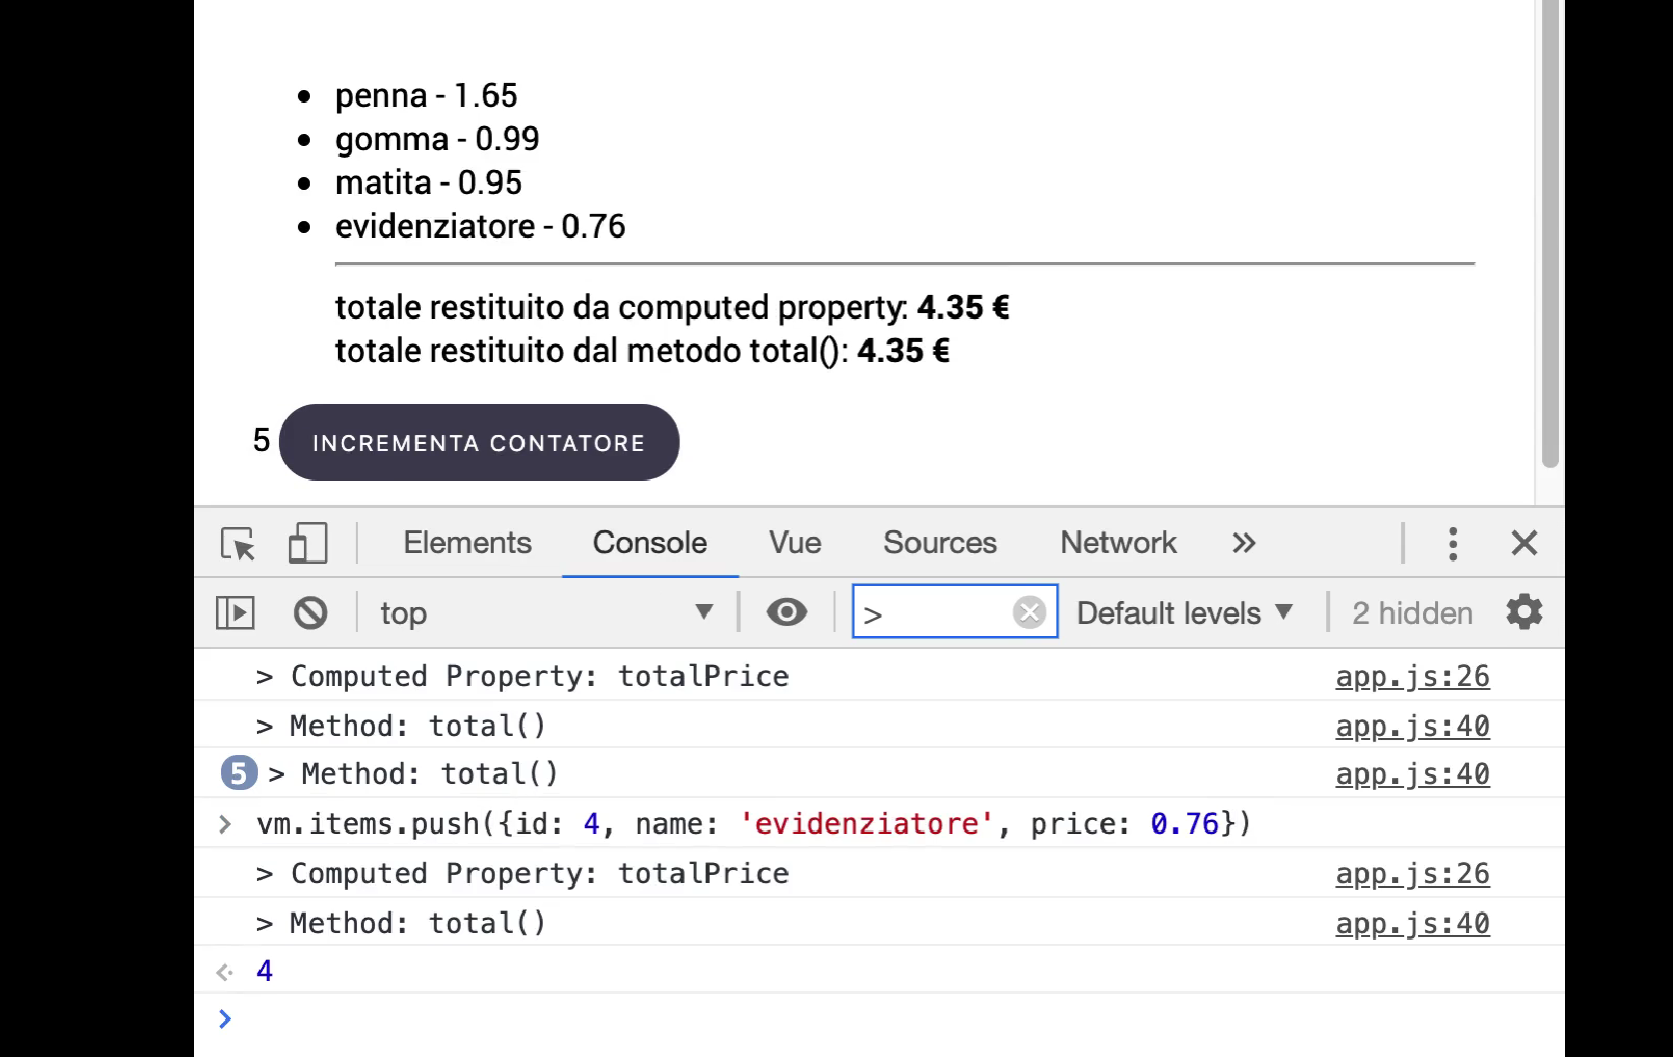 penna - 1.65
gomma - 0.99
matita - 0.95
evidenziatore - 0.76
totale restituito da computed property: 4.35 €
totale restituito dal metodo total(): 4.35 €
5 INCREMENTA CONTATORE
Elements Console Vue Sources Network »
top > Default levels 2 hidden
> Computed Property: totalPrice app.js:26
> Method: total() app.js:40
5 > Method: total() app.js:40
> vm.items.push({id: 4, name: 'evidenziatore', price: 0.76})
> Computed Property: totalPrice app.js:26
> Method: total() app.js:40
4
>